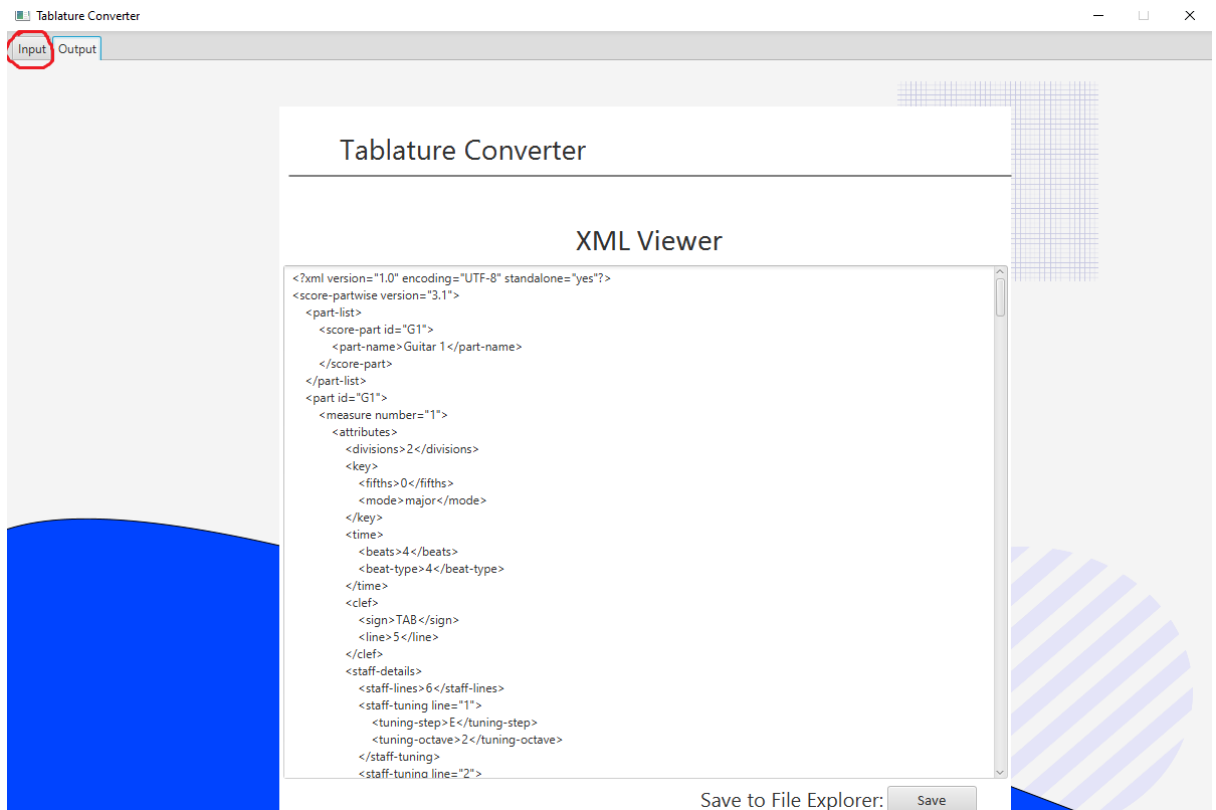 Tablature Converter
Input Output
Tablature Converter
XML Viewer
<?xml version="1.0" encoding="UTF-8" standalone="yes"?>
<score-partwise version="3.1">
<part-list>
<score-part id="G1">
<part-name>Guitar 1</part-name>
</score-part>
</part-list>
<part id="G1">
<measure number="1">
<attributes>
<divisions>2</divisions>
<key>
<fifths>0</fifths>
<mode>major</mode>
</key>
<time>
<beats>4</beats>
<beat-type>4</beat-type>
</time>
<clef>
<sign>TAB</sign>
<line>5</line>
</clef>
<staff-details>
<staff-lines>6</staff-lines>
<staff-tuning line="1">
<tuning-step>E</tuning-step>
<tuning-octave>2</tuning-octave>
</staff-tuning>
<staff-tuning line="2">
Save to File Explorer: Save